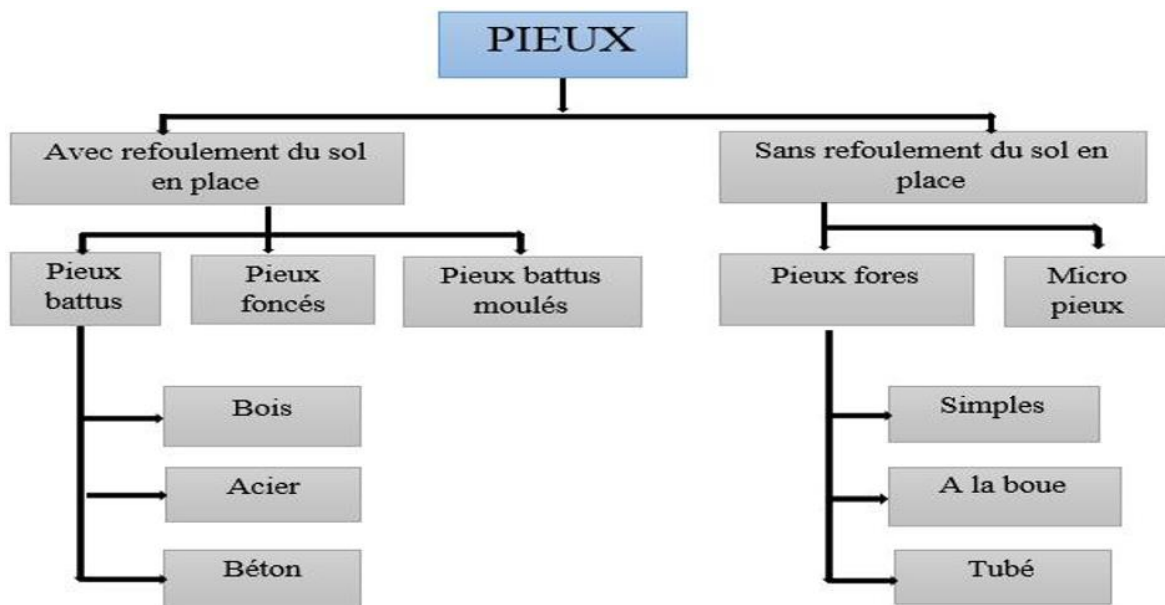 PIEUX
Avec refoulement du sol
en place
Sans refoulement du sol en
place
Pieux
battus
Pieux
foncés
Pieux battus
moulés
Pieux fores
Micro
pieux
Bois
Acier
Béton
Simples
A la boue
Tubé